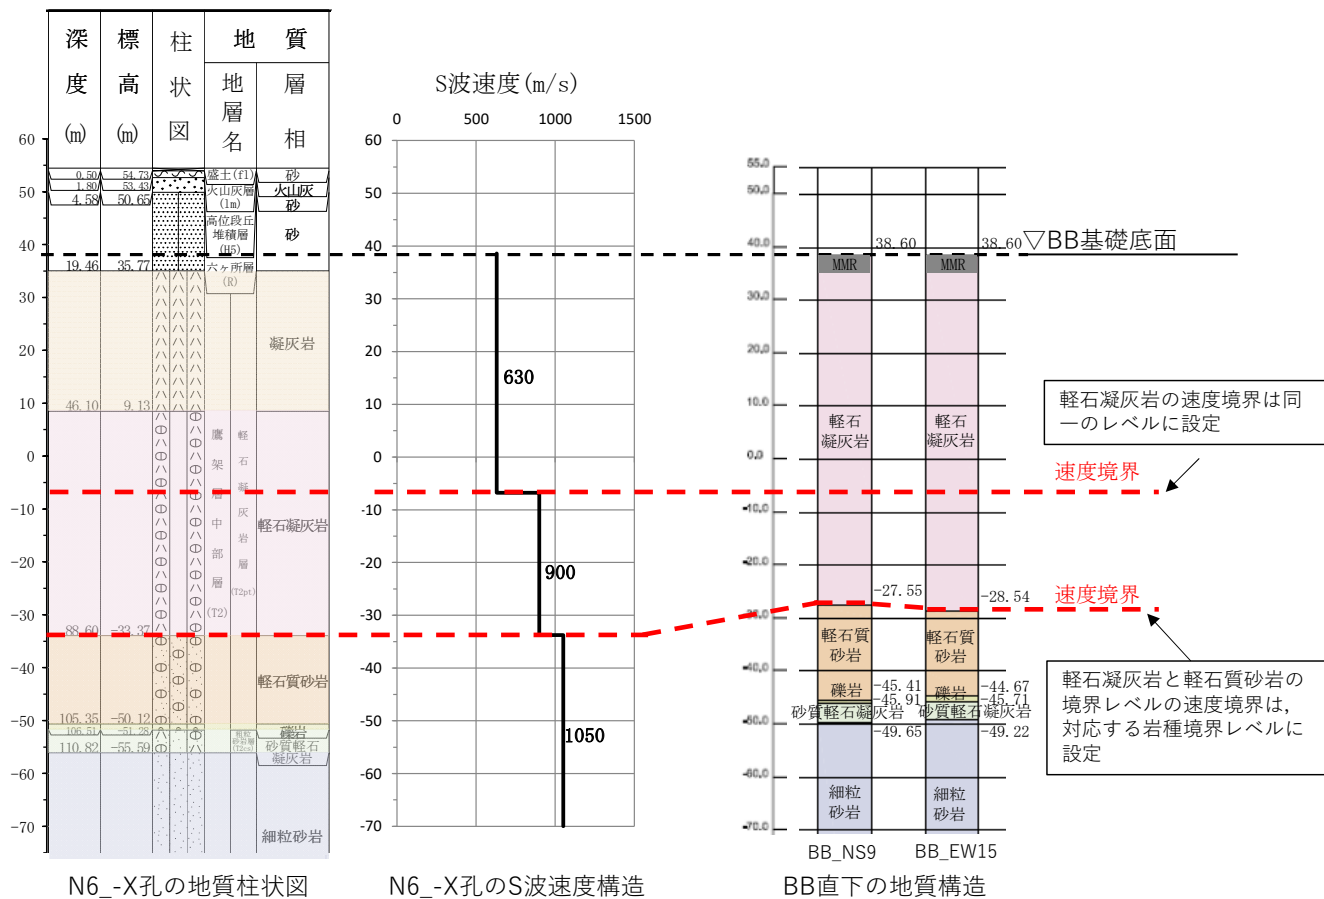 深度(m)
標高(m)
柱状図
地質
地層名
層相
60
50
40
30
20
10
0
-10
-20
-30
-40
-50
-60
-70
0.50 54.73 盛土(fl) 砂
1.80 53.43 火山灰層(lm) 火山灰
4.58 50.65 砂
高位段丘堆積層(H5) 砂
19.46 35.77 六ヶ所層(R)
凝灰岩
46.10 9.13
鷹架層中部層(T2)
軽石凝灰岩層(T2pt)
軽石凝灰岩
88.60 -33.37
軽石質砂岩
105.35 -50.12
106.51 -51.28 礫岩
粗粒砂岩層(T2cs)
110.82 -55.59 砂質軽石凝灰岩
細粒砂岩
N6_-X孔の地質柱状図
S波速度(m/s)
0 500 1000 1500
60
50
40
30
20
10
0
-10
-20
-30
-40
-50
-60
-70
630
900
1050
N6_-X孔のS波速度構造
55.0
50.0
40.0
30.0
20.0
10.0
0.0
-10.0
-20.0
-30.0
-40.0
-50.0
-60.0
-70.0
38.60 38.60 ▽BB基礎底面
MMR MMR
軽石凝灰岩 軽石凝灰岩
速度境界
-27.55 -28.54
速度境界
軽石質砂岩 軽石質砂岩
礫岩 -45.41 礫岩 -44.67
-45.91 -45.71
砂質軽石凝灰岩 砂質軽石凝灰岩
-49.65 -49.22
細粒砂岩 細粒砂岩
BB_NS9 BB_EW15
BB直下の地質構造
軽石凝灰岩の速度境界は同
一のレベルに設定
軽石凝灰岩と軽石質砂岩の
境界レベルの速度境界は,
対応する岩種境界レベルに
設定